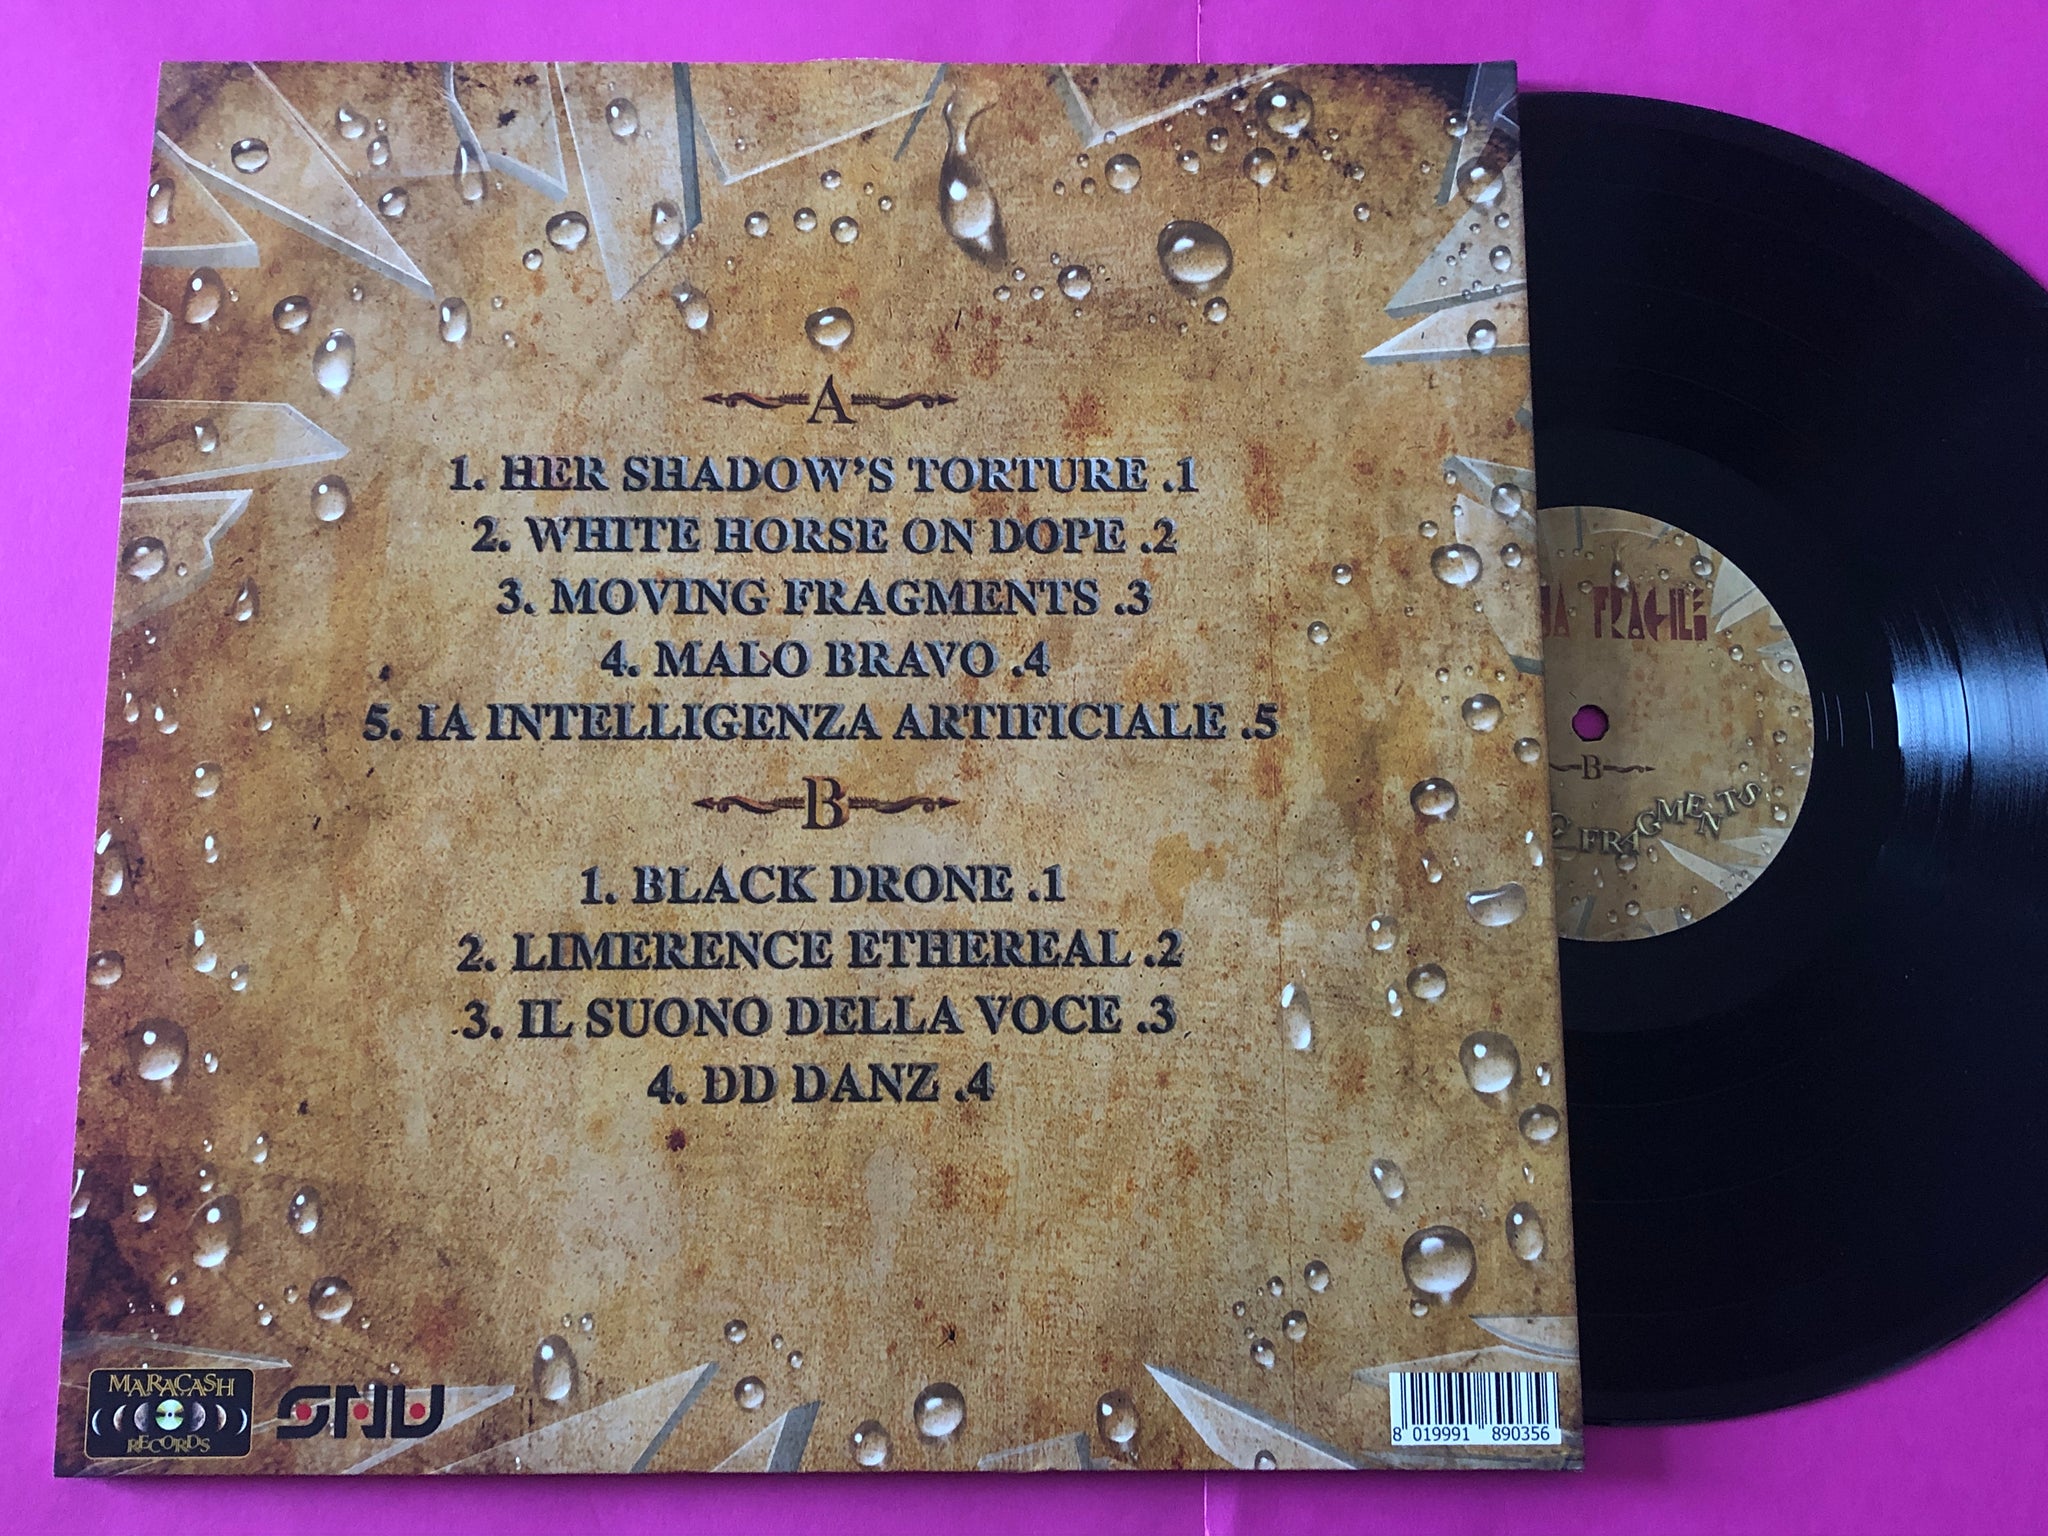 A
1. HER SHADOW'S TORTURE .1
2. WHITE HORSE ON DOPE .2
3. MOVING FRAGMENTS .3
4. MALO BRAVO .4
5. IA INTELLIGENZA ARTIFICIALE .5
B
1. BLACK DRONE .1
2. LIMERENCE ETHEREAL .2
3. IL SUONO DELLA VOCE .3
4. DD DANZ .4
MARACASH
RECORDS
SNU
8 019991 890356
FRAGILE
B
FRAGMENTS